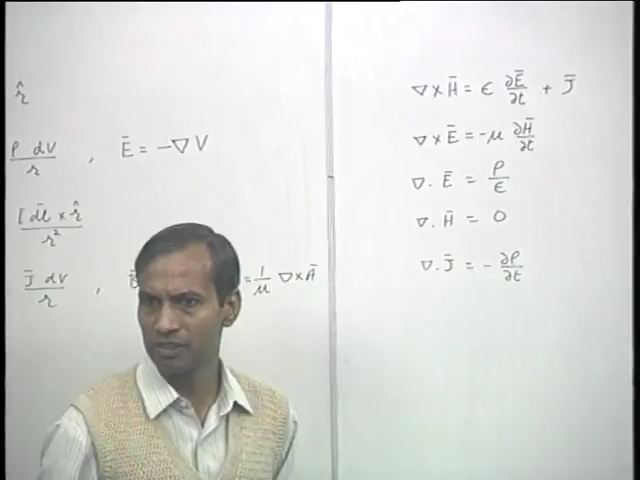 r̂
ρ dV / r , Ē = -∇V
I dl̄ × r̂ / r²
J̄ dV / r , = 1/μ ∇×Ā
∇×H̄ = ϵ ∂Ē/∂t + J̄
∇×Ē = -μ ∂H̄/∂t
∇. Ē = ρ/ϵ
∇. H̄ = 0
∇. J̄ = - ∂ρ/∂t